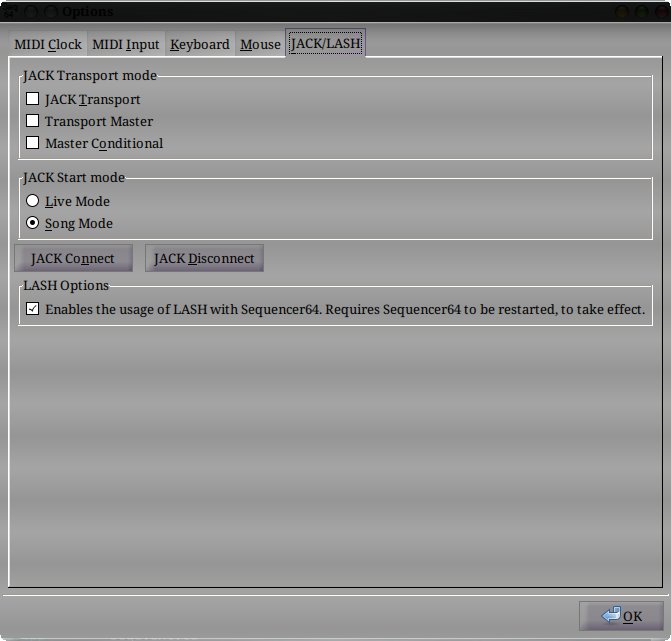 Options
MIDI Clock MIDI Input Keyboard Mouse JACK/LASH
JACK Transport mode
JACK Transport
Transport Master
Master Conditional
JACK Start mode
Live Mode
Song Mode
JACK Connect JACK Disconnect
LASH Options
Enables the usage of LASH with Sequencer64. Requires Sequencer64 to be restarted, to take effect.
OK